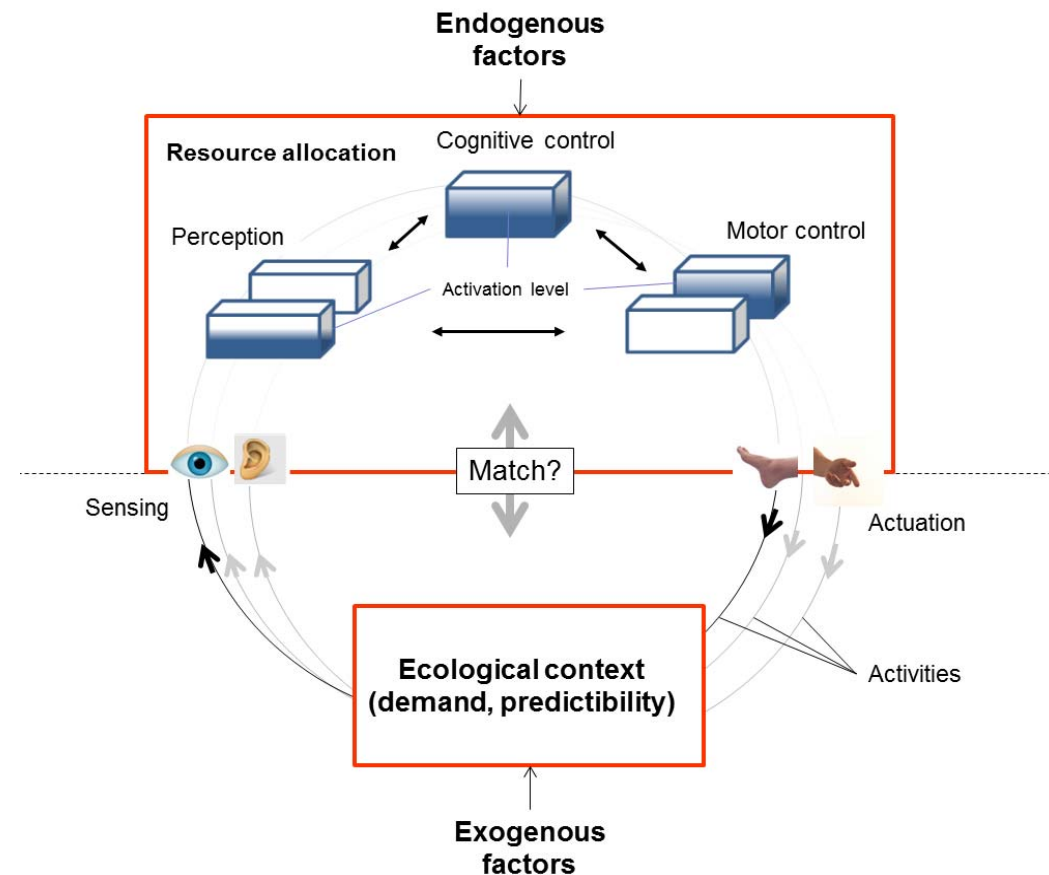 Endogenous
factors
Cognitive control
Resource allocation
Perception
Motor control
Activation level
Match?
Sensing
Actuation
Ecological context
(demand, predictibility)
Activities
Exogenous
factors